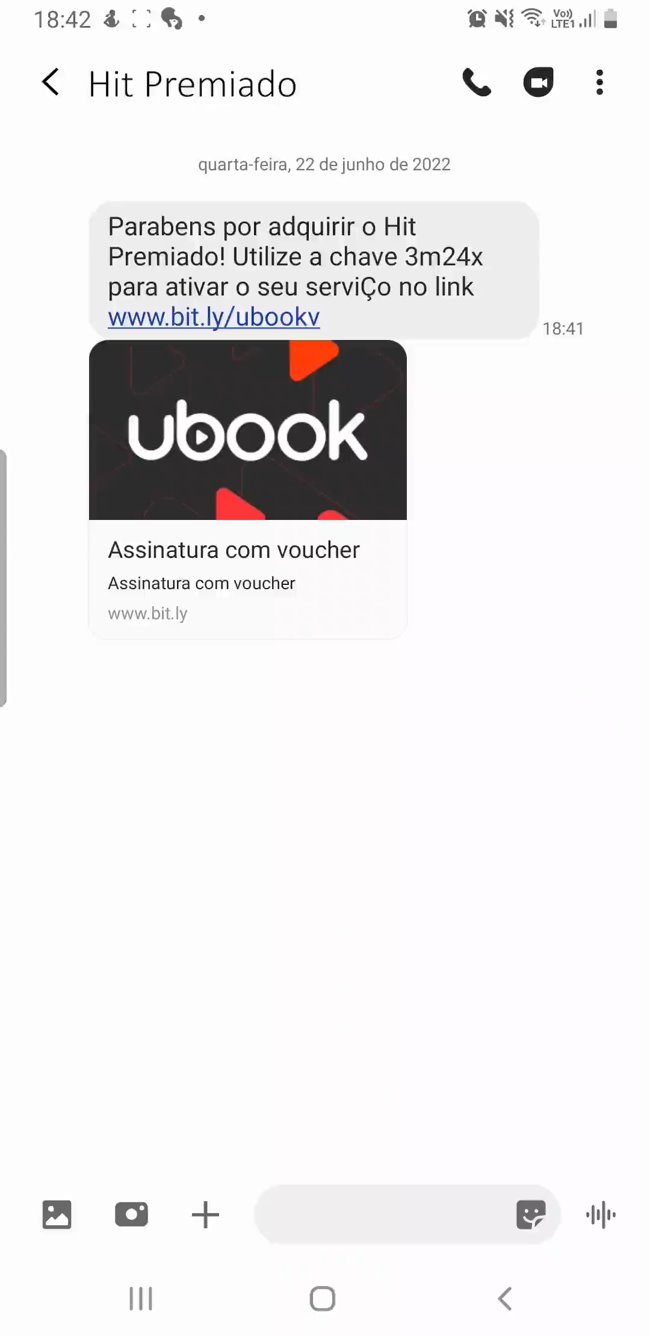 18:42
Vo))
LTE1
Hit Premiado
quarta-feira, 22 de junho de 2022
Parabens por adquirir o Hit
Premiado! Utilize a chave 3m24x
para ativar o seu serviÇo no link
www.bit.ly/ubookv
18:41
ubook
Assinatura com voucher
Assinatura com voucher
www.bit.ly